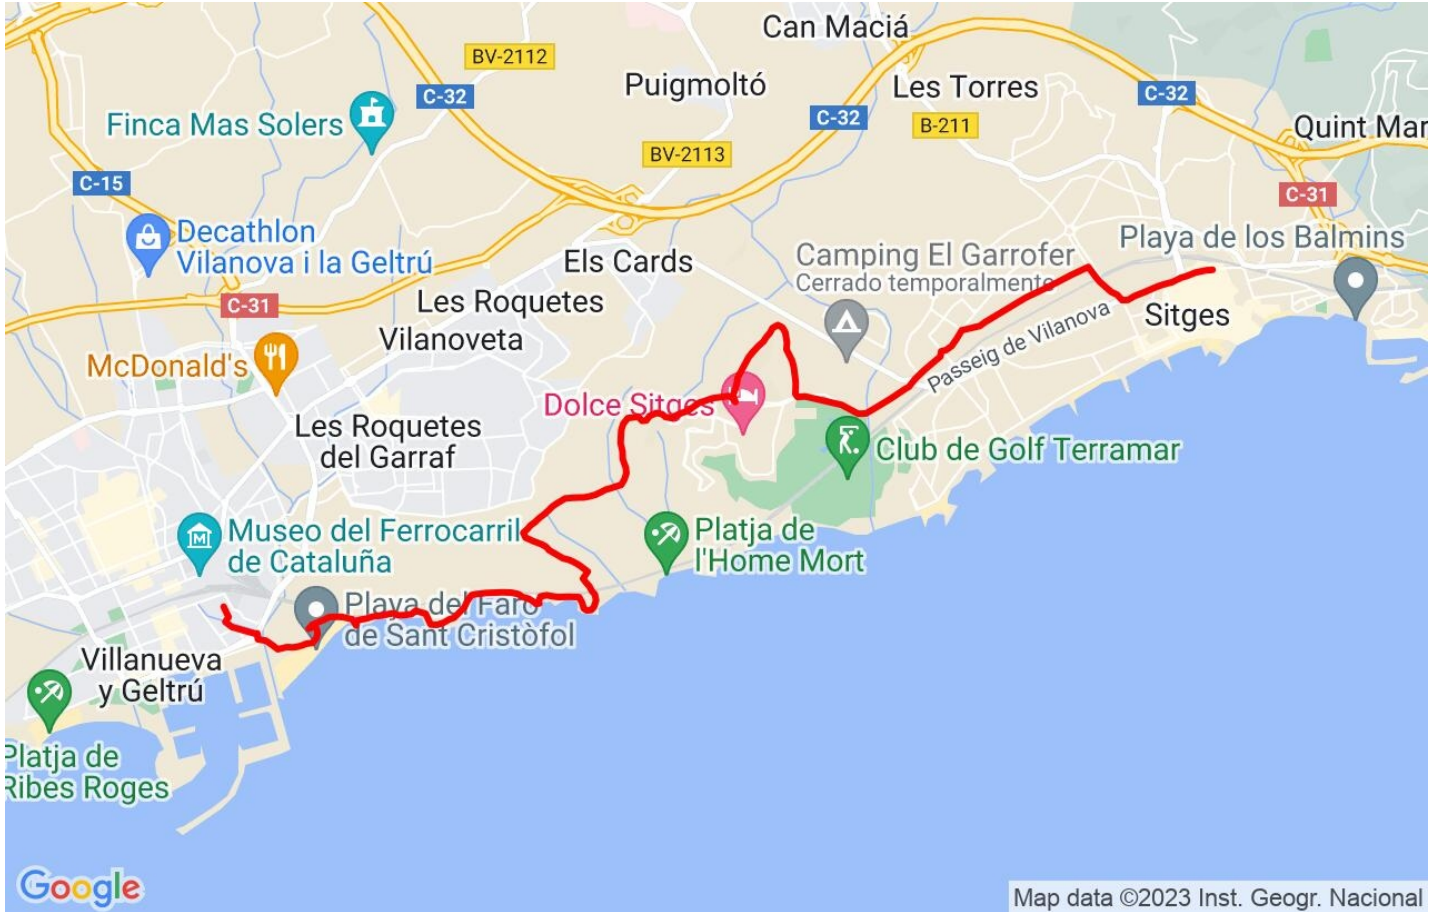 Can Maciá
BV-2112
Puigmoltó
Les Torres
C-32
C-32
C-32
B-211
Finca Mas Solers
Quint Mar
BV-2113
C-15
C-31
Decathlon
Vilanova i la Geltrú
Playa de los Balmins
Els Cards
Camping El Garrofer
Cerrado temporalmente
C-31
Les Roquetes
Vilanoveta
Sitges
Passeig de Vilanova
McDonald's
Dolce Sitges
Les Roquetes
del Garraf
Club de Golf Terramar
Museo del Ferrocarril
de Cataluña
Platja de
l'Home Mort
Playa del Faro
de Sant Cristòfol
Villanueva
y Geltrú
Platja de
Ribes Roges
Google
Map data ©2023 Inst. Geogr. Nacional